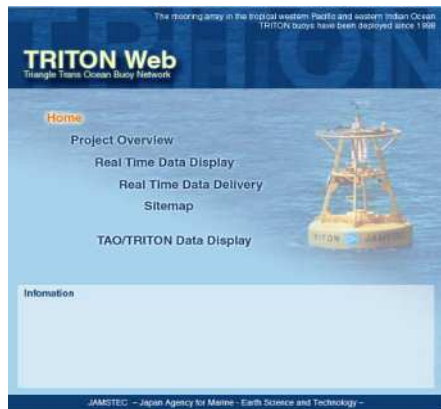 The mooring array in the tropical western Pacific and eastern Indian Ocean
TRITON buoys have been deployed since 1998
TRITON Web
Triangle Trans Ocean Buoy Network
Home
Project Overview
Real Time Data Display
Real Time Data Delivery
Sitemap
TAO/TRITON Data Display
TRITON
JAMSTEC
Infomation
JAMSTEC – Japan Agency for Marine - Earth Science and Technology –